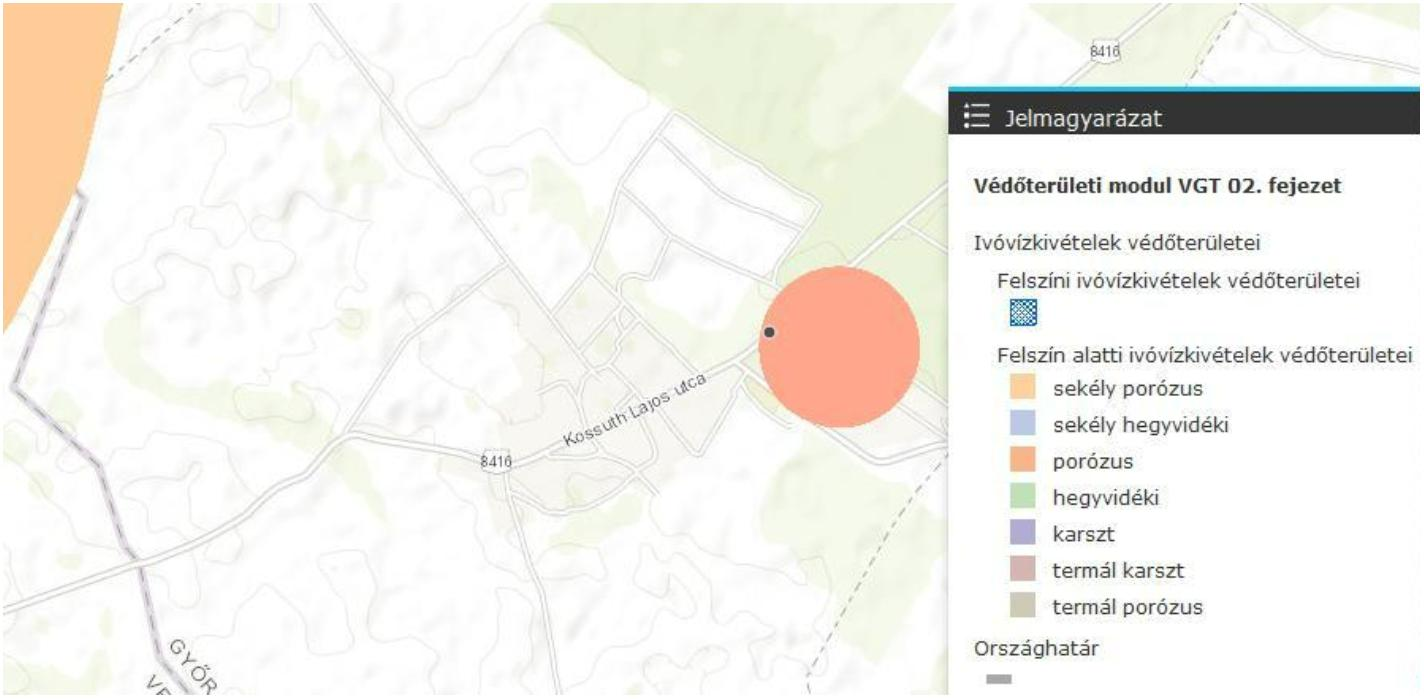 8416
Jelmagyarázat
Védőterületi modul VGT 02. fejezet
Ivóvízkivételek védőterületei
Felszíni ivóvízkivételek védőterületei
Felszín alatti ivóvízkivételek védőterületei
sekély porózus
sekély hegyvidéki
porózus
hegyvidéki
karszt
termál karszt
termál porózus
Országhatár
Kossuth Lajos utca
8416
GYŐR
VE